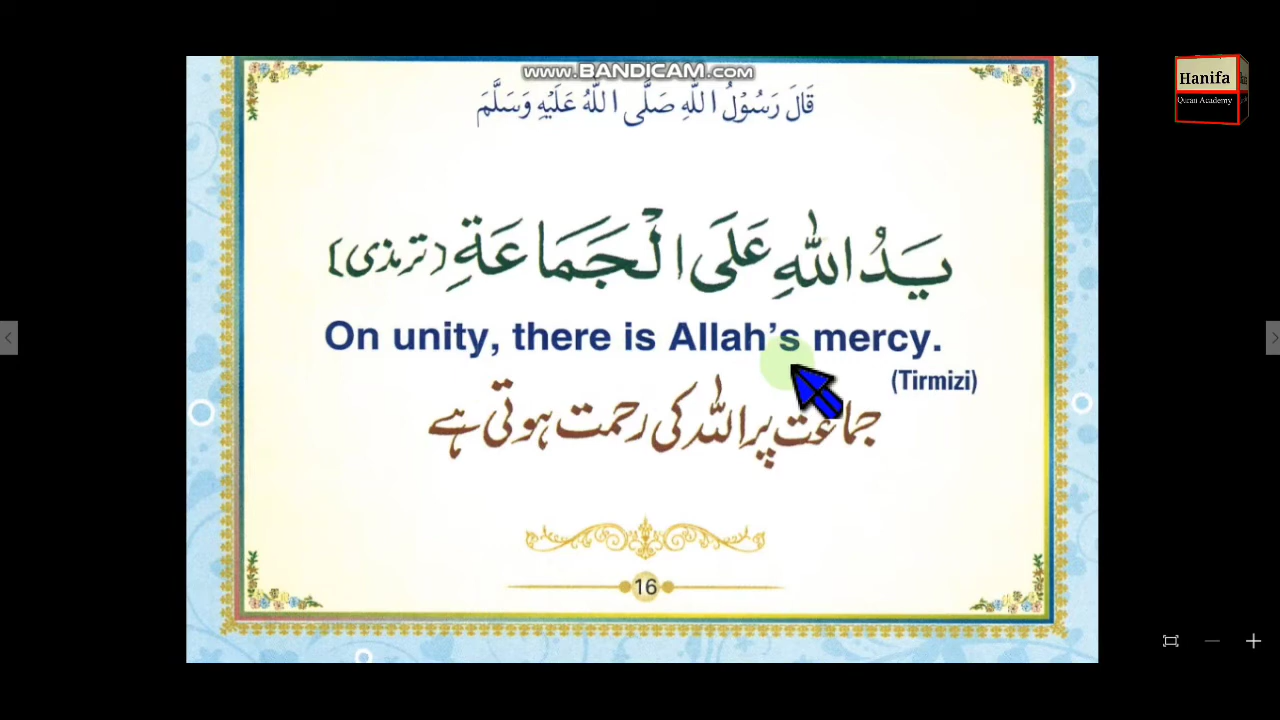 www.BANDICAM.com
Hanifa
Quran Academy
قَالَ رَسُوْلُ اللّٰهِ صَلَّى اللّٰهُ عَلَيْهِ وَسَلَّمَ
يَدُ اللّٰهِ عَلَى الْجَمَاعَةِ (ترمذی)
On unity, there is Allah's mercy.
(Tirmizi)
جماعت پر اللہ کی رحمت ہوتی ہے
16